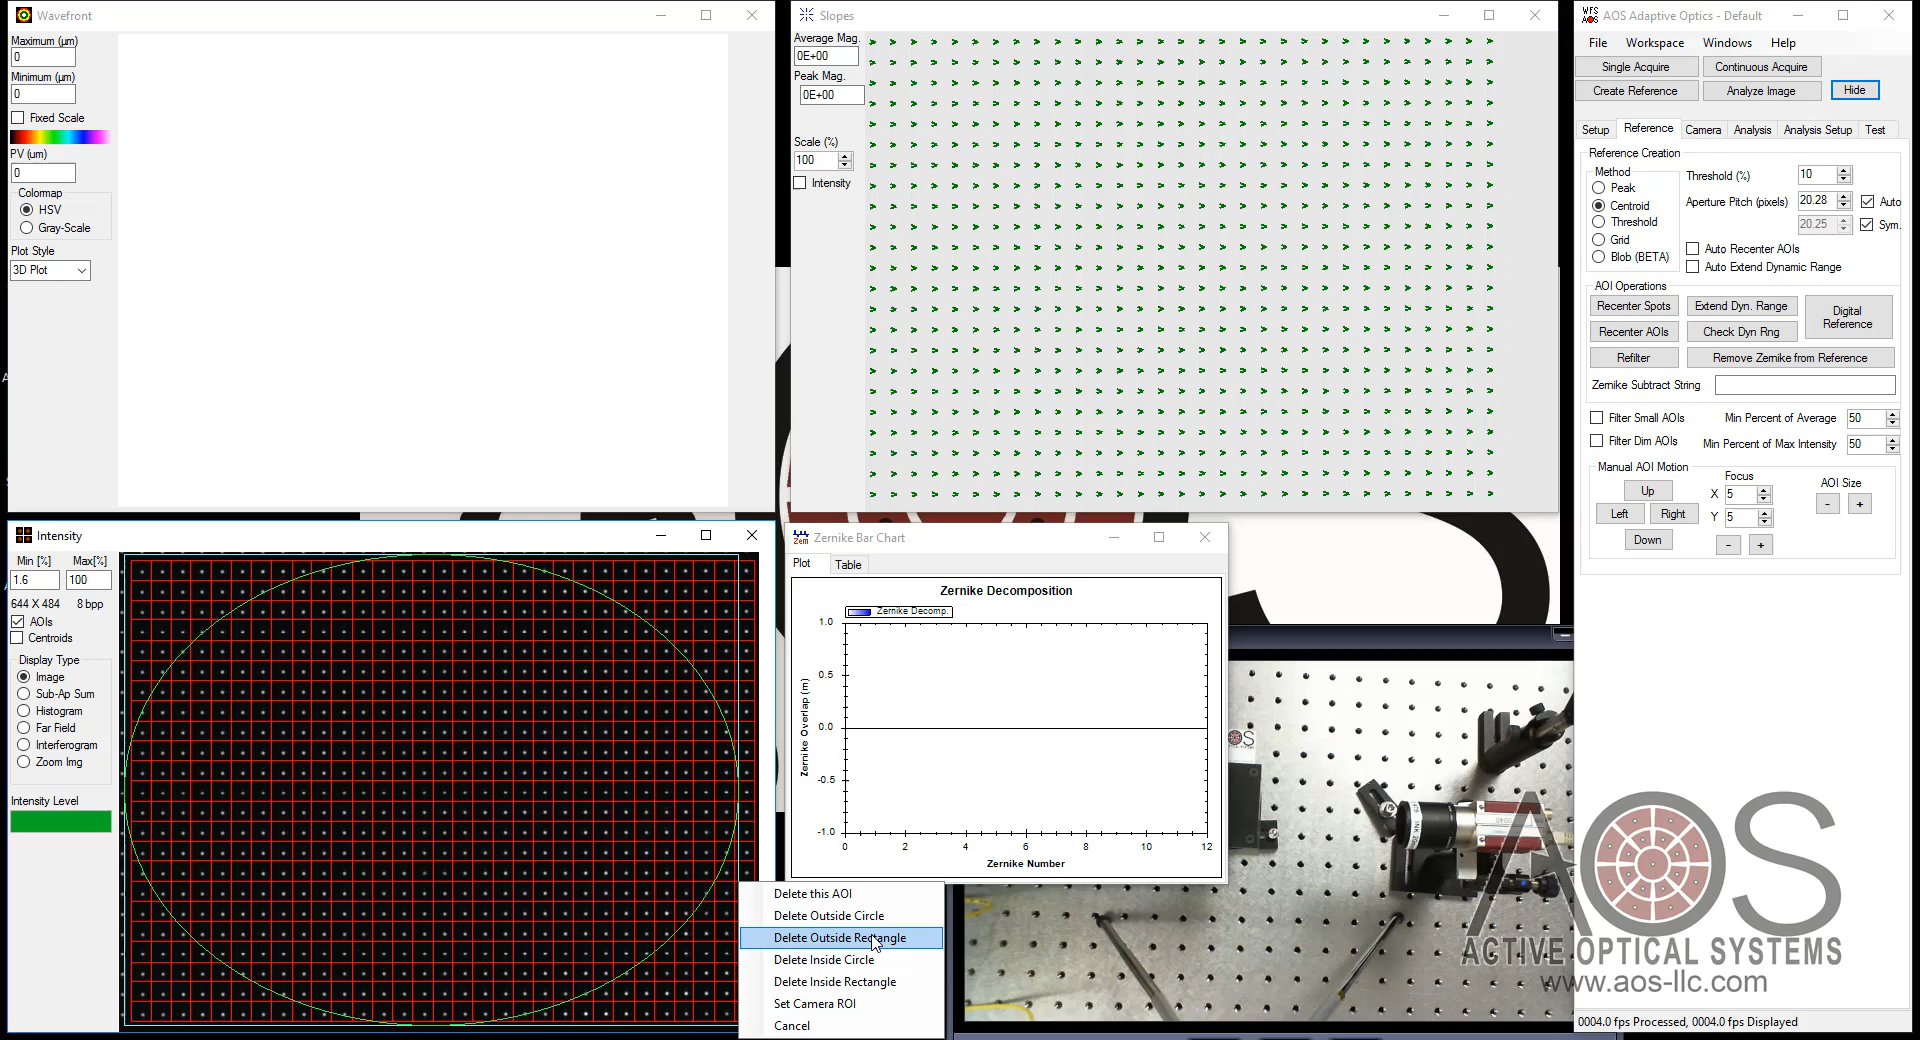 Wavefront
Maximum (µm)
0
Minimum (µm)
0
Fixed Scale
PV (um)
0
Colormap
HSV
Gray-Scale
Plot Style
3D Plot
Slopes
Average Mag.
0E+00
Peak Mag.
0E+00
Scale (%)
100
Intensity
WFS
AOS
AOS Adaptive Optics - Default
File Workspace Windows Help
Single Acquire Continuous Acquire
Create Reference Analyze Image Hide
Setup Reference Camera Analysis Analysis Setup Test
Reference Creation
Method
Peak
Centroid
Threshold
Grid
Blob (BETA)
Threshold (%) 10
Aperture Pitch (pixels) 20.28 Auto
20.25 Sym.
Auto Recenter AOIs
Auto Extend Dynamic Range
AOI Operations
Recenter Spots Extend Dyn. Range Digital Reference
Recenter AOIs Check Dyn Rng
Refilter Remove Zernike from Reference
Zernike Subtract String
Filter Small AOIs Min Percent of Average 50
Filter Dim AOIs Min Percent of Max Intensity 50
Manual AOI Motion
Up
Left Right
Down
Focus
X 5
Y 5
- +
AOI Size
- +
Intensity
Min [%] Max[%]
1.6 100
644 X 484 8 bpp
AOIs
Centroids
Display Type
Image
Sub-Ap Sum
Histogram
Far Field
Interferogram
Zoom Img
Intensity Level
Zem
Zernike Bar Chart
Plot Table
Zernike Decomposition
Zernike Decomp.
1.0
0.5
0.0
-0.5
-1.0
Zernike Overlap (m)
0 2 4 6 8 10 12
Zernike Number
Delete this AOI
Delete Outside Circle
Delete Outside Rectangle
Delete Inside Circle
Delete Inside Rectangle
Set Camera ROI
Cancel
AOS
ACTIVE OPTICAL SYSTEMS
www.aos-llc.com
0004.0 fps Processed, 0004.0 fps Displayed